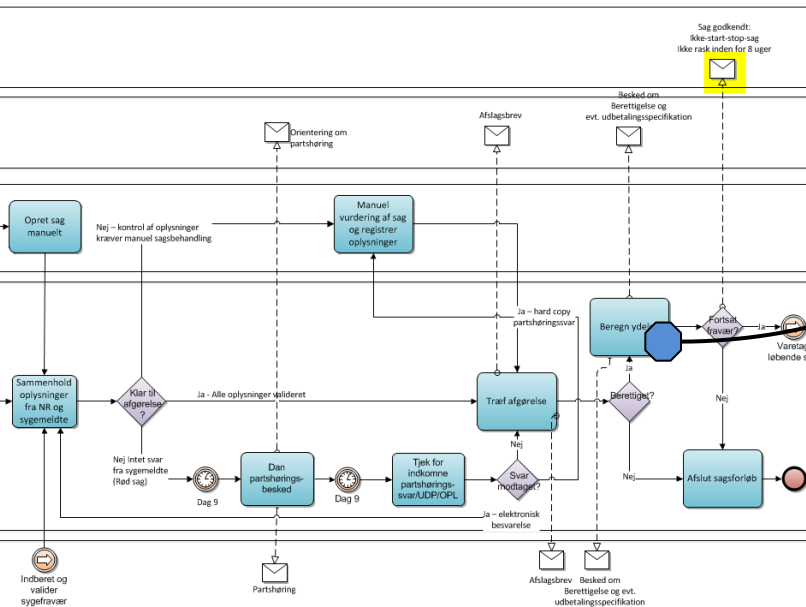 Sag godkendt:
Ikke-start-stop-sag
Ikke rask inden for 8 uger
Besked om
Berettigelse og
evt. udbetalingsspecifikation
Afslagsbrev
Orientering om
partshøring
Opret sag
manuelt
Nej – kontrol af oplysninger
kræver manuel sagsbehandling
Manuel
vurdering af sag
og registrer
oplysninger
Ja – hard copy
partshøringssvar
Beregn
Fortsat
fravær?
Ja
løbende
Sammenhold
oplysninger
fra NR og
sygemeldte
Klar til
afgørelse
?
Ja - Alle oplysninger valideret
Træf afgørelse
Ja
Berettiget?
Nej
Nej Intet svar
fra sygemeldte
(Rød sag)
Dag 9
Dan
partshørings-
besked
Dag 9
Tjek for
indkomne
partshørings-
svar/UDP/OPL
Nej
Svar
modtaget?
Nej
Afslut sagsforløb
Ja – elektronisk
besvarelse
Indberet og
valider
sygefravær
Partshøring
Afslagsbrev
Besked om
Berettigelse og evt.
udbetalingsspecifikation